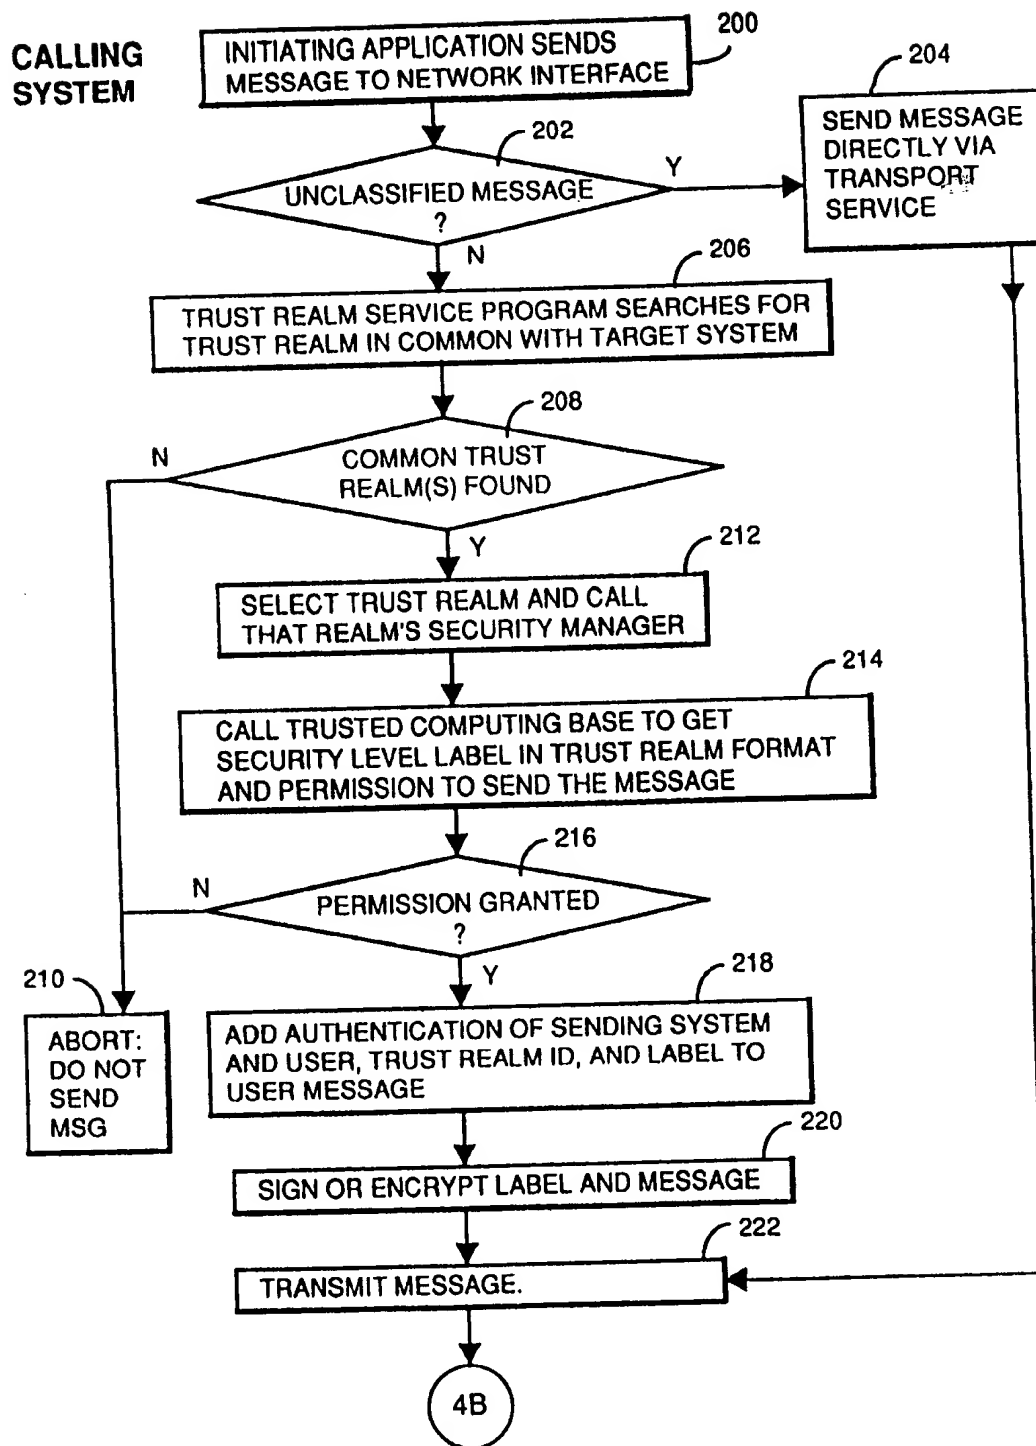 CALLING
SYSTEM
200
INITIATING APPLICATION SENDS
MESSAGE TO NETWORK INTERFACE
204
SEND MESSAGE
DIRECTLY VIA
TRANSPORT
SERVICE
202
UNCLASSIFIED MESSAGE
?
Y
N
206
TRUST REALM SERVICE PROGRAM SEARCHES FOR
TRUST REALM IN COMMON WITH TARGET SYSTEM
208
COMMON TRUST
REALM(S) FOUND
N
Y
212
SELECT TRUST REALM AND CALL
THAT REALM'S SECURITY MANAGER
214
CALL TRUSTED COMPUTING BASE TO GET
SECURITY LEVEL LABEL IN TRUST REALM FORMAT
AND PERMISSION TO SEND THE MESSAGE
216
PERMISSION GRANTED
?
N
Y
210
ABORT:
DO NOT
SEND
MSG
218
ADD AUTHENTICATION OF SENDING SYSTEM
AND USER, TRUST REALM ID, AND LABEL TO
USER MESSAGE
220
SIGN OR ENCRYPT LABEL AND MESSAGE
222
TRANSMIT MESSAGE.
4B